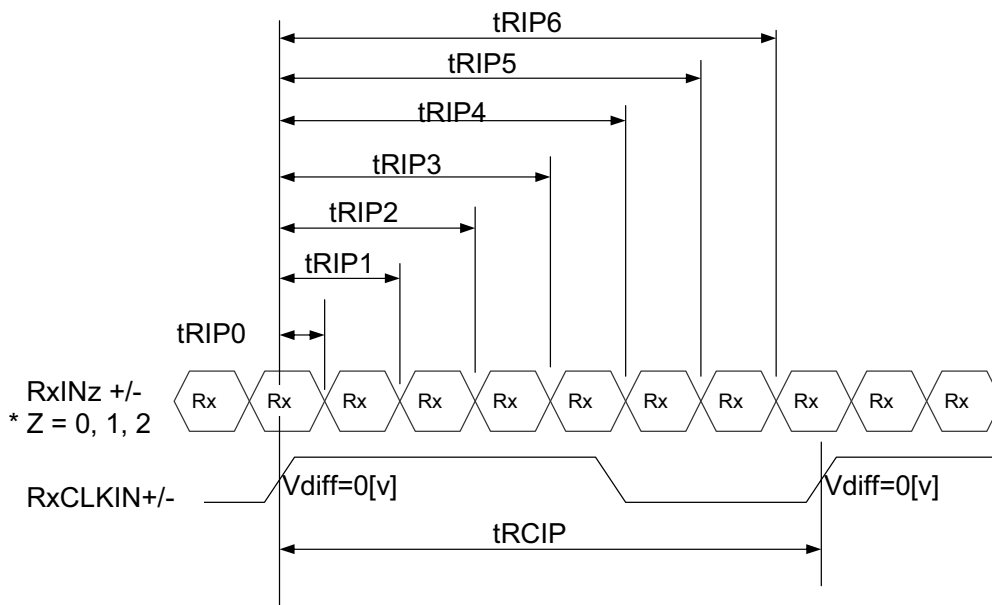 tRIP6
tRIP5
tRIP4
tRIP3
tRIP2
tRIP1
tRIP0
RxINz +/-
* Z = 0, 1, 2
Rx Rx Rx Rx Rx Rx Rx Rx Rx Rx Rx
RxCLKIN+/-
Vdiff=0[v] Vdiff=0[v]
tRCIP